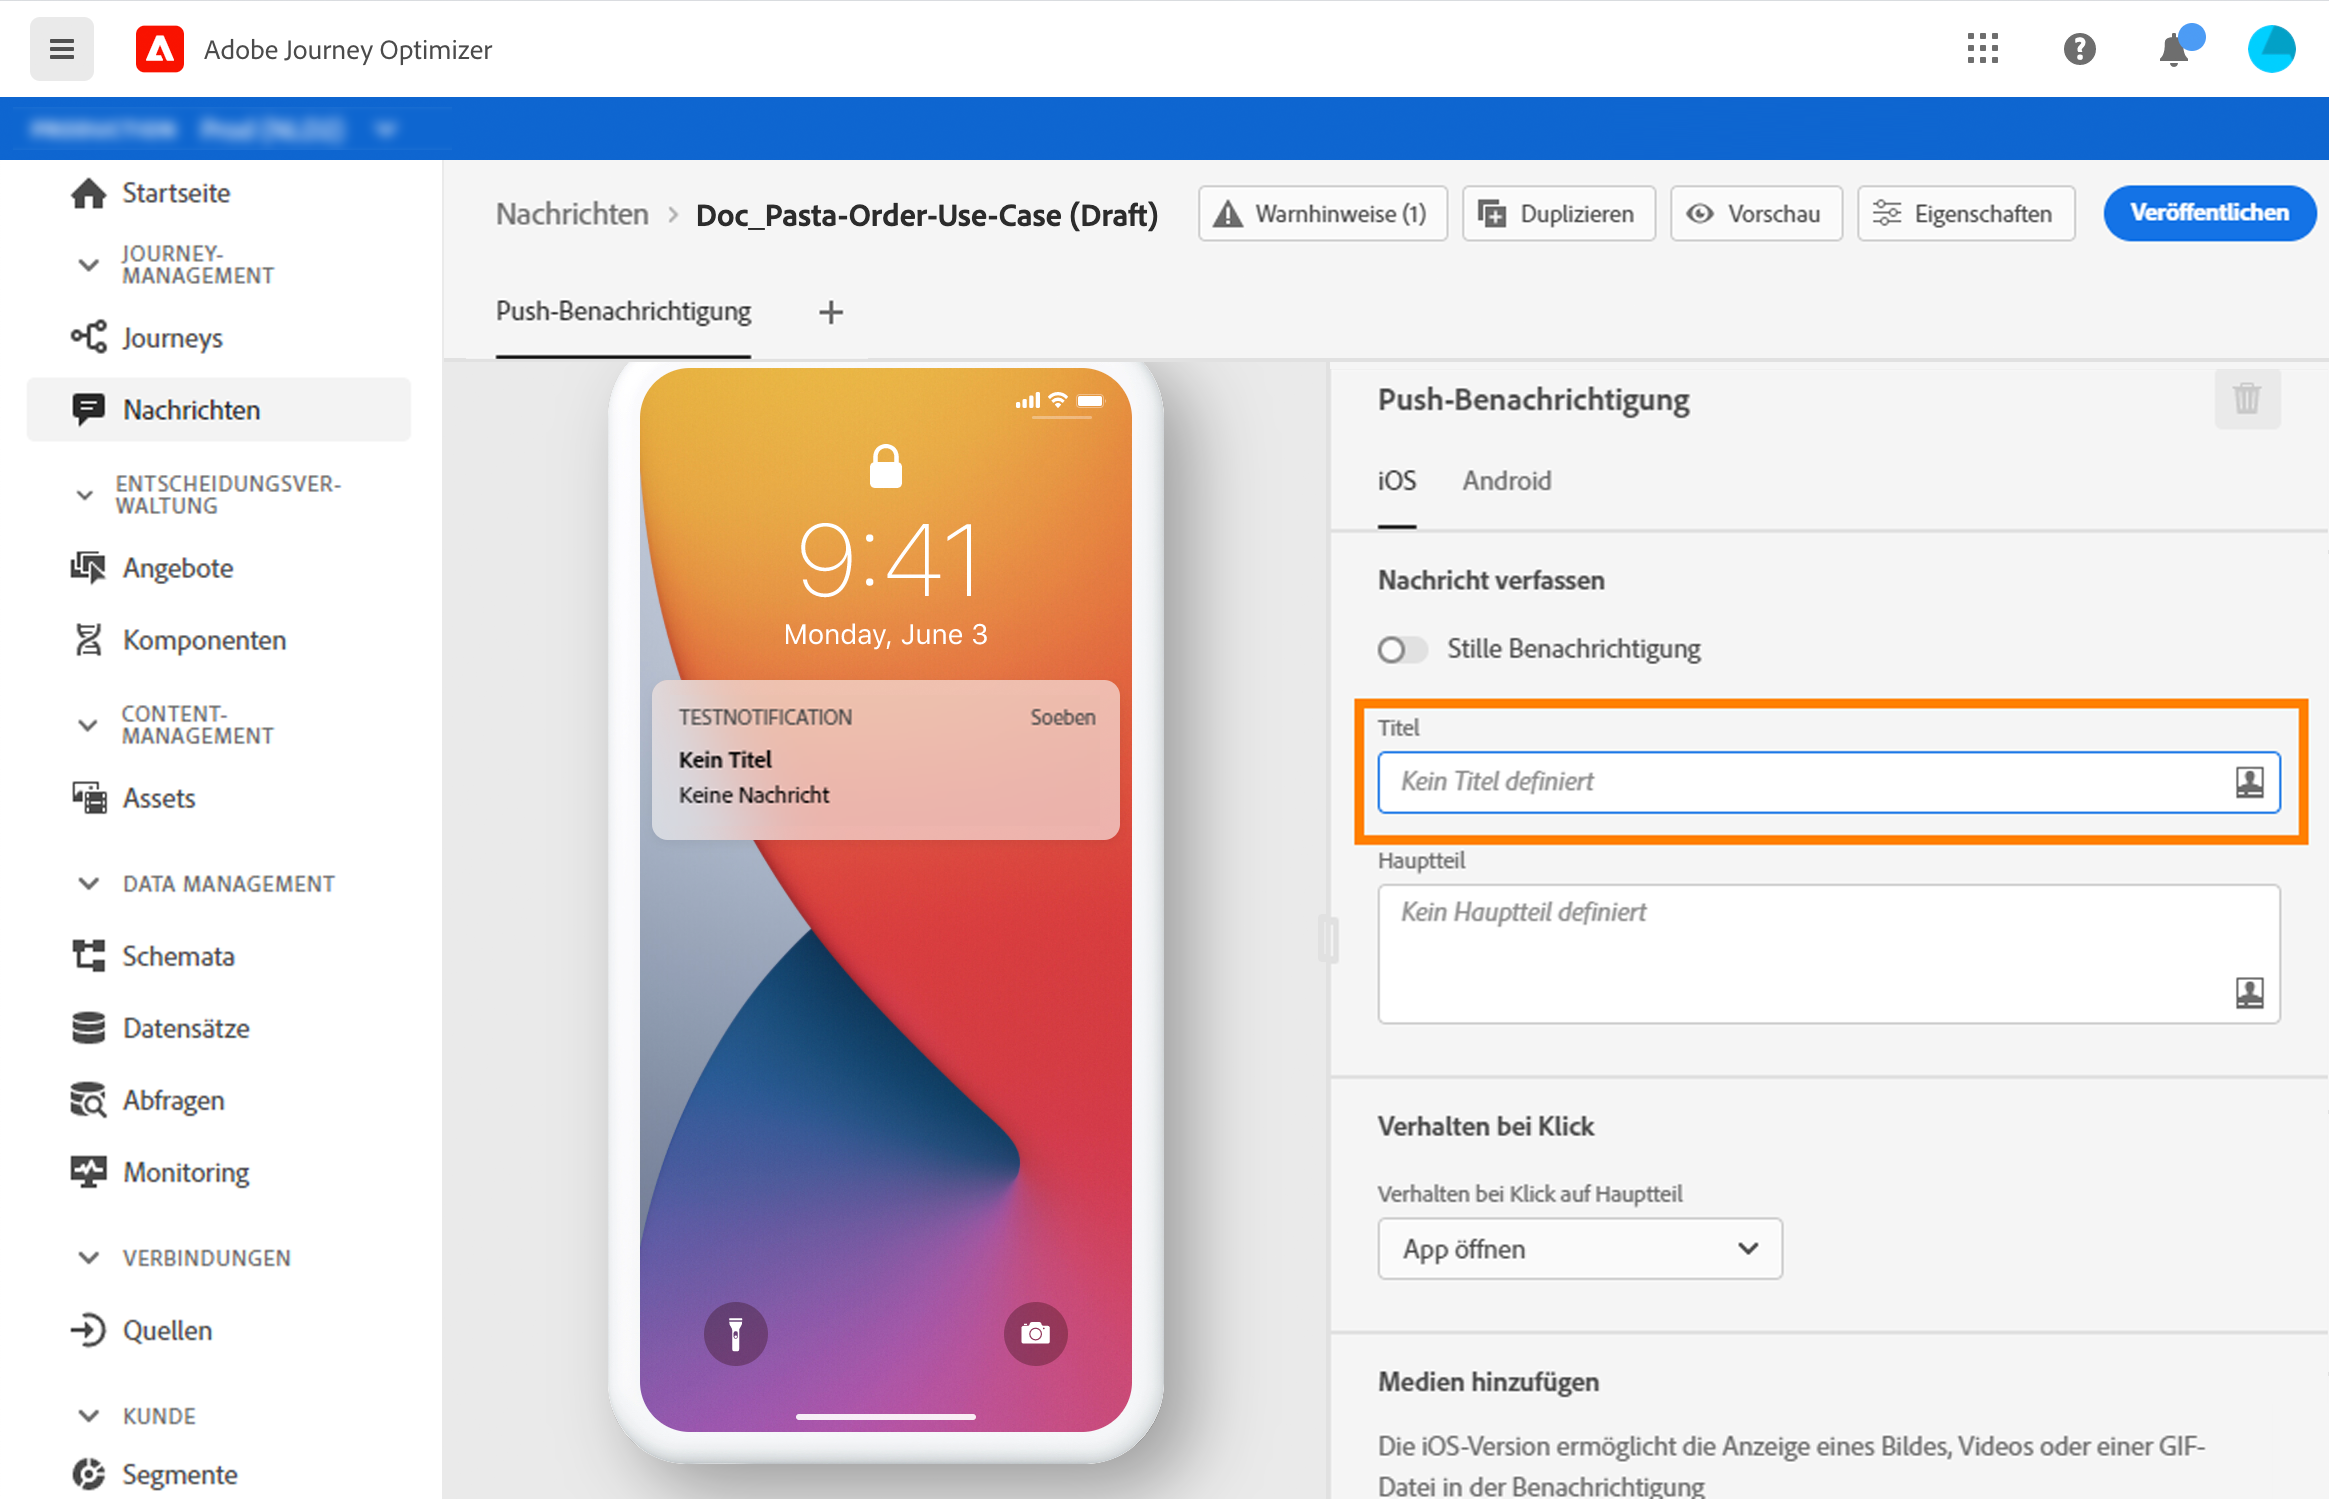 Adobe Journey Optimizer
Startseite
JOURNEY-
MANAGEMENT
Journeys
Nachrichten
ENTSCHEIDUNGSVER-
WALTUNG
Angebote
Komponenten
CONTENT-
MANAGEMENT
Assets
DATA MANAGEMENT
Schemata
Datensätze
Abfragen
Monitoring
VERBINDUNGEN
Quellen
KUNDE
Segmente
Nachrichten > Doc_Pasta-Order-Use-Case (Draft)
Warnhinweise (1)
Duplizieren
Vorschau
Eigenschaften
Veröffentlichen
Push-Benachrichtigung +
9:41
Monday, June 3
TESTNOTIFICATION Soeben
Kein Titel
Keine Nachricht
Push-Benachrichtigung
iOS Android
Nachricht verfassen
Stille Benachrichtigung
Titel
Kein Titel definiert
Hauptteil
Kein Hauptteil definiert
Verhalten bei Klick
Verhalten bei Klick auf Hauptteil
App öffnen
Medien hinzufügen
Die iOS-Version ermöglicht die Anzeige eines Bildes, Videos oder einer GIF-
Datei in der Benachrichtigung